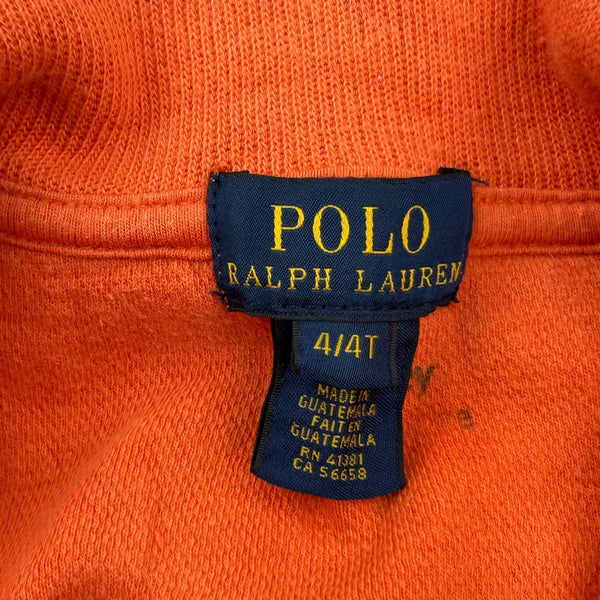 POLO
RALPH LAUREN
4/4T
MADE IN
GUATEMALA
FAIT EN
GUATEMALA
RN 41381
CA 56658